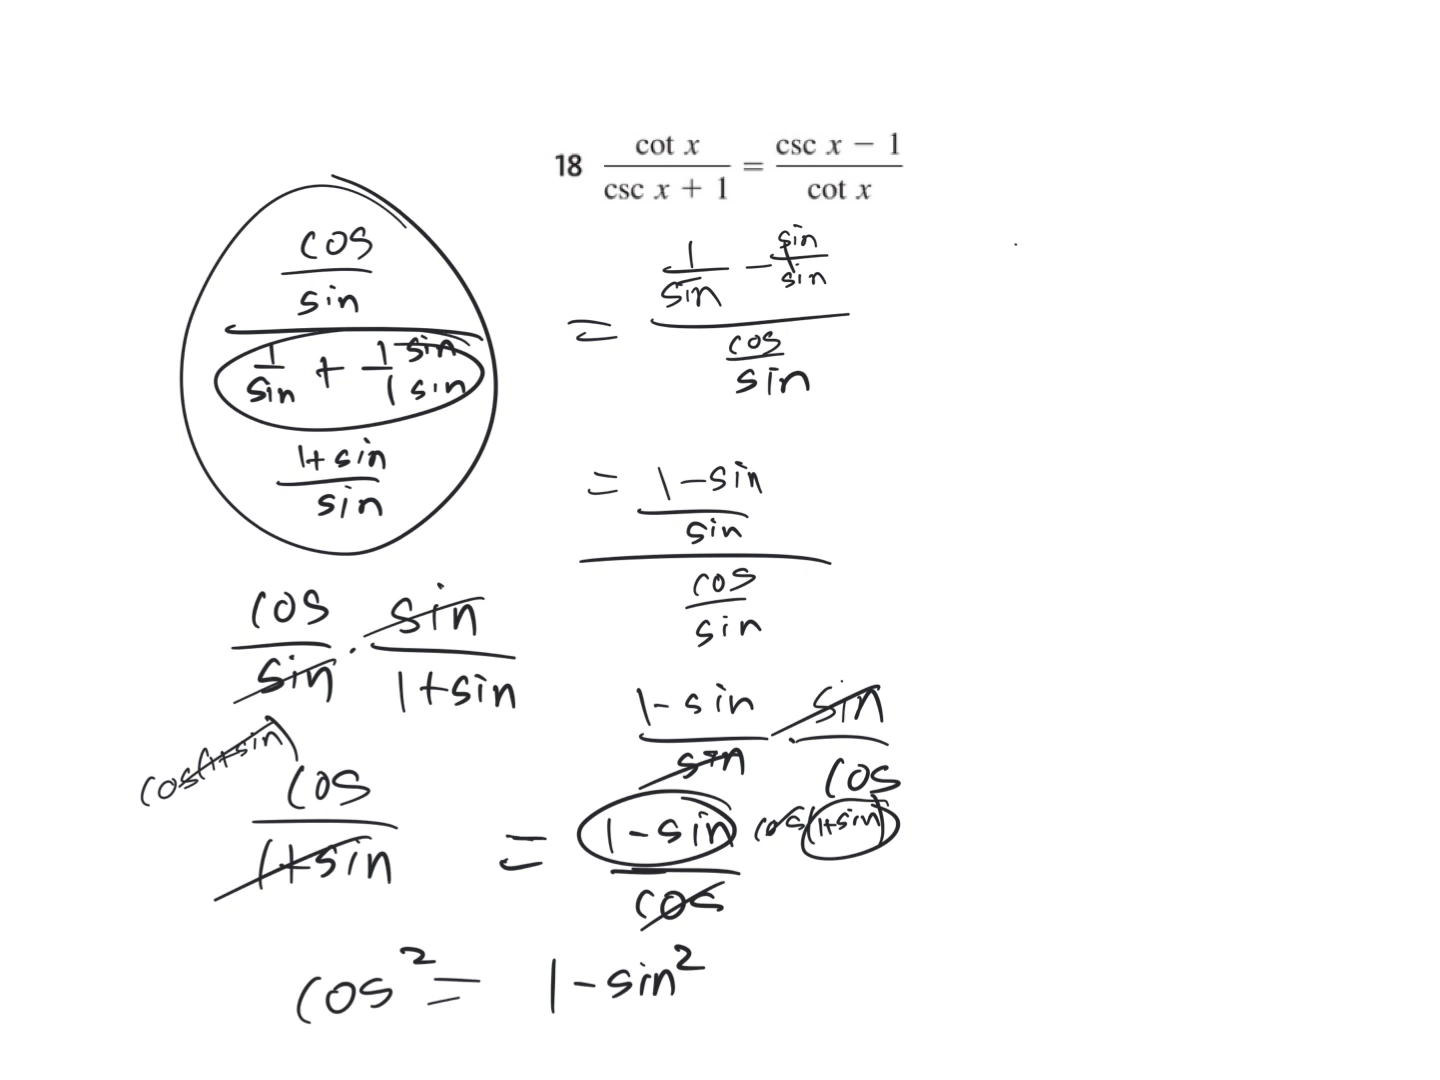 18 cot x / csc x + 1 = csc x − 1 / cot x
cos / sin
1 / sin + 1 / 1 sin / sin
1 + sin / sin
= 1 / sin − sin / sin
cos / sin
= 1 − sin / sin
cos / sin
cos / sin · sin / 1 + sin
1 − sin / sin · sin / cos
cos(1+sin) cos / 1 + sin = 1 − sin / cos cos(1+sin)
cos² = 1 − sin²